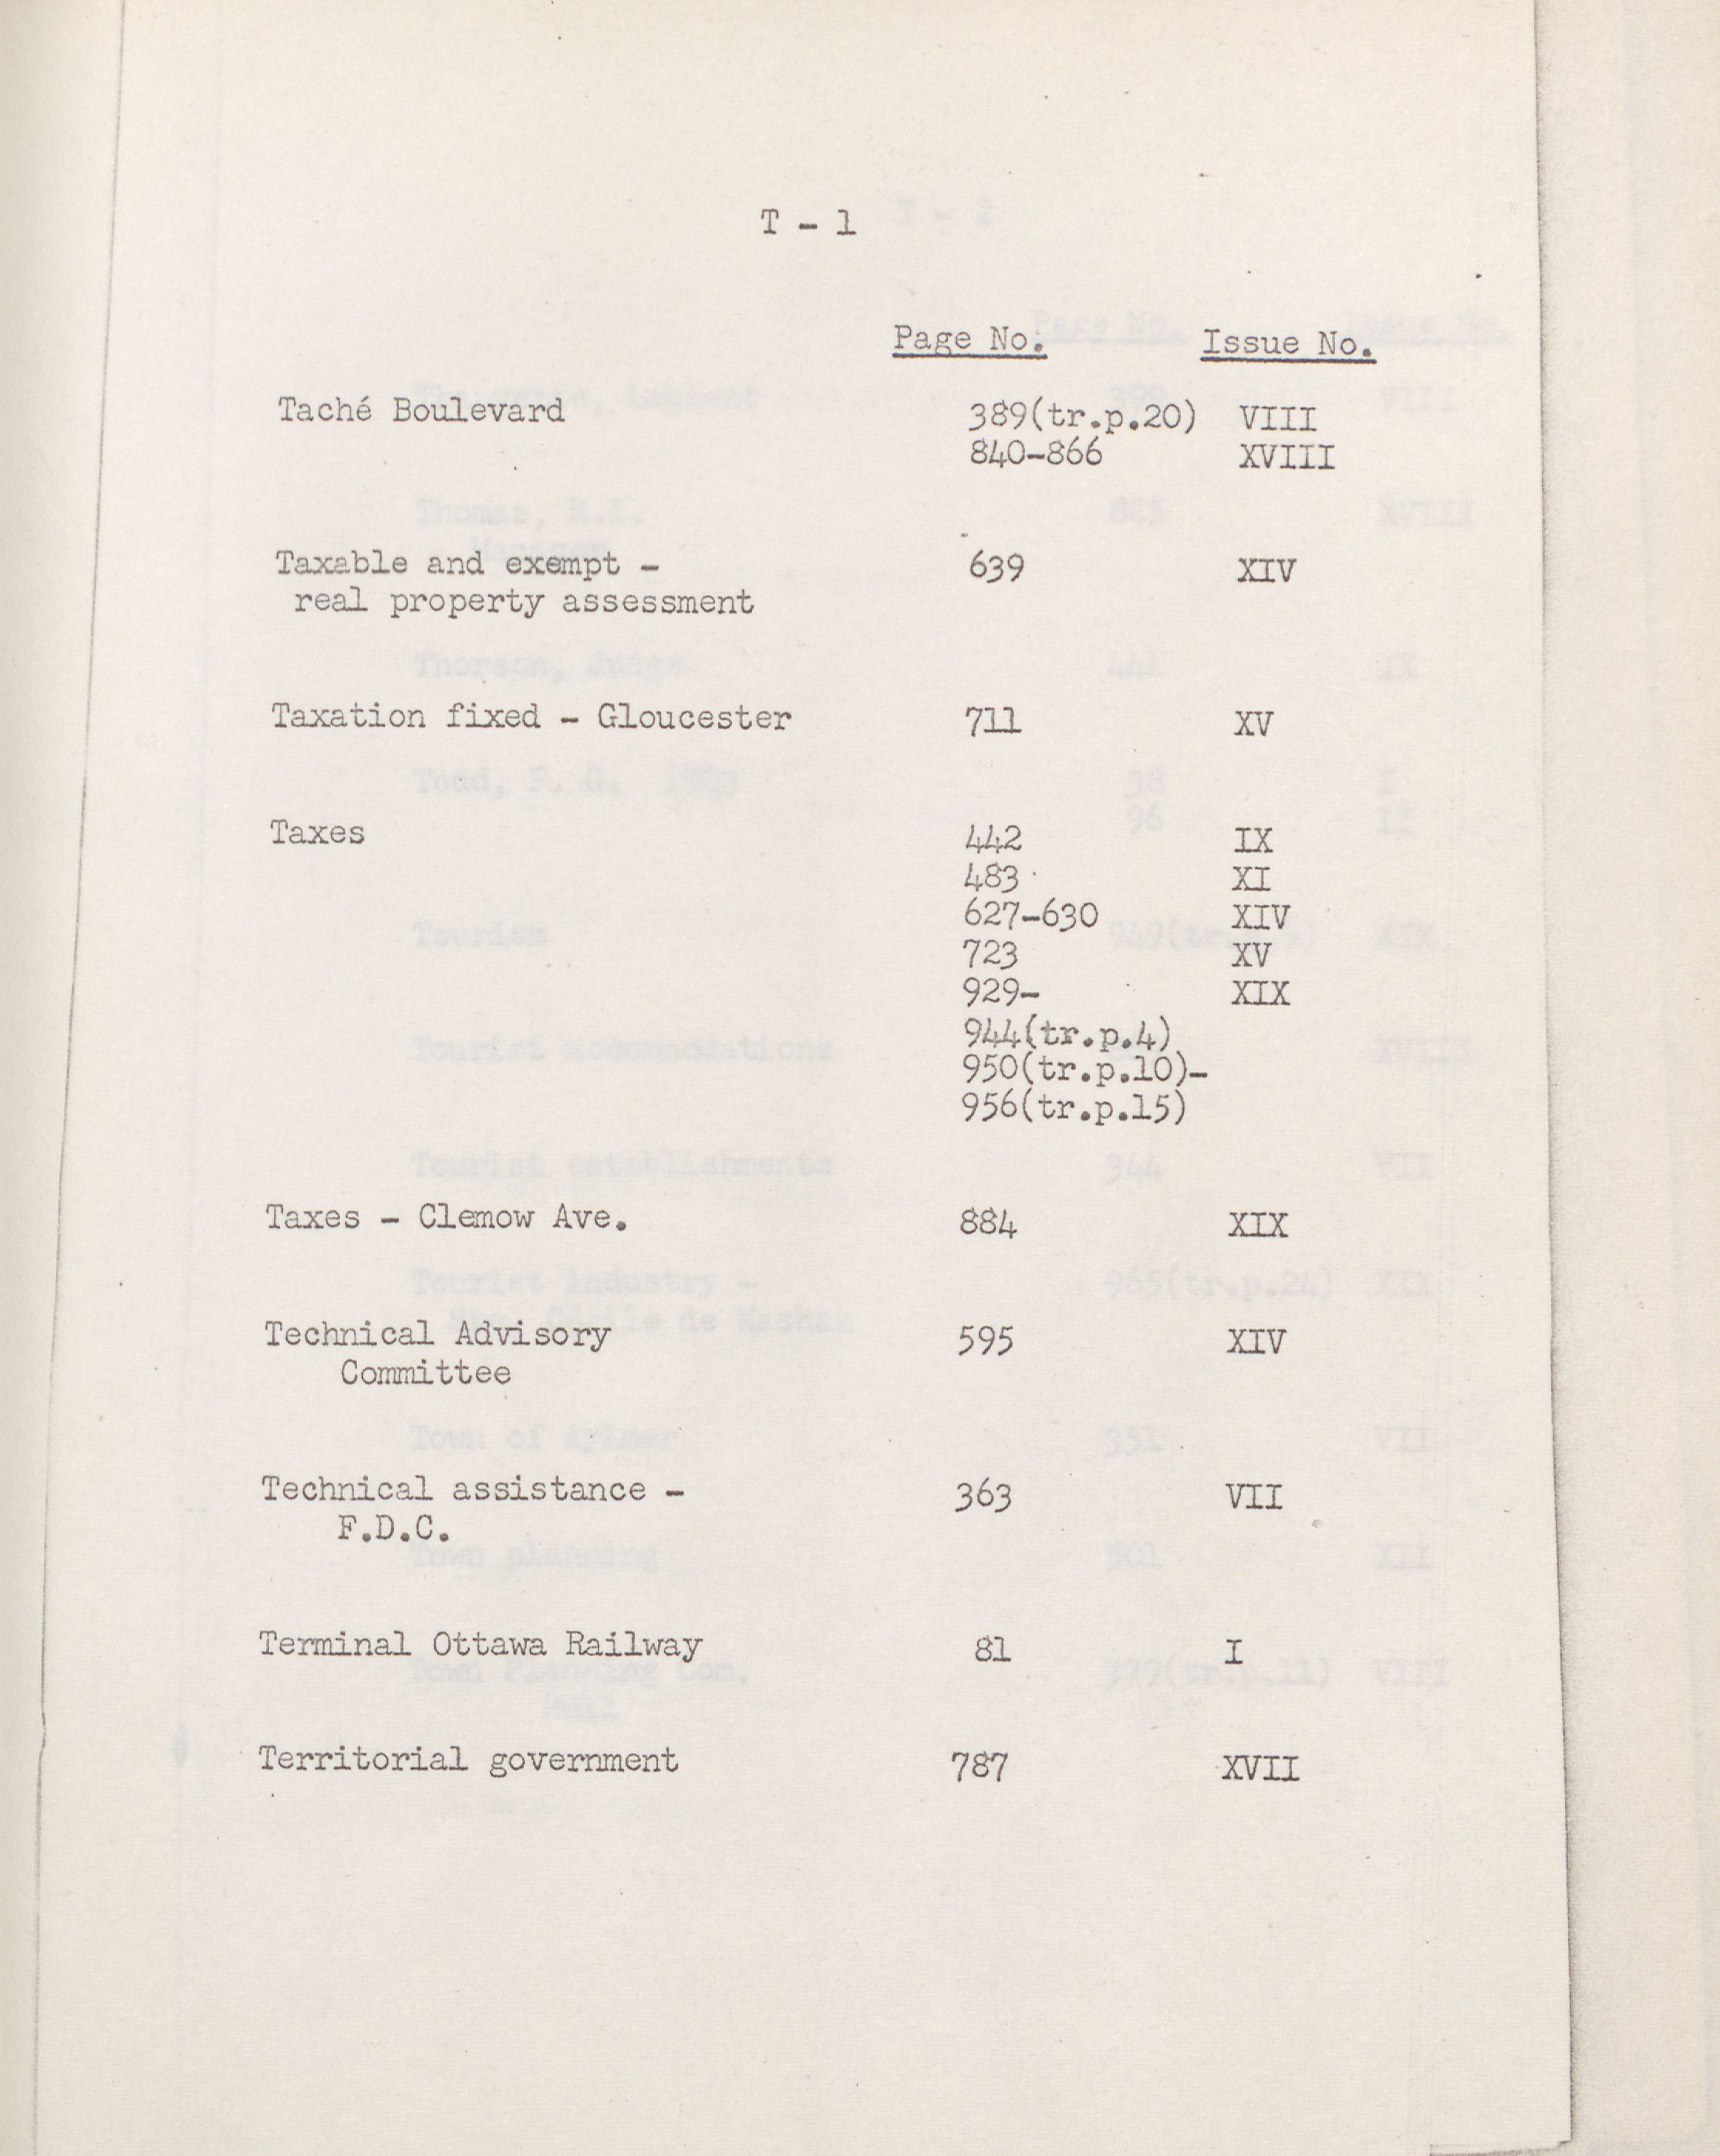 T - 1
Page No. Issue No.
Taché Boulevard 389(tr.p.20) VIII
840-866 XVIII
Taxable and exempt - 639 XIV
real property assessment
Taxation fixed - Gloucester 711 XV
Taxes 442 IX
483 XI
627-630 XIV
723 XV
929- XIX
944(tr.p.4)
950(tr.p.10)-
956(tr.p.15)
Taxes - Clemow Ave. 884 XIX
Technical Advisory 595 XIV
Committee
Technical assistance - 363 VII
F.D.C.
Terminal Ottawa Railway 81 I
Territorial government 787 XVII